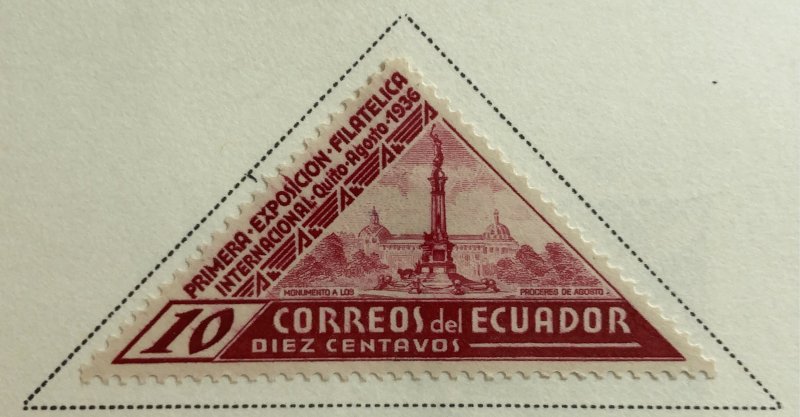 PRIMERA · EXPOSICION · FILATELICA
INTERNACIONAL-Quito-Agosto-1936
MONUMENTO A LOS PROCERES DE AGOSTO
10 CORREOS del ECUADOR
DIEZ CENTAVOS